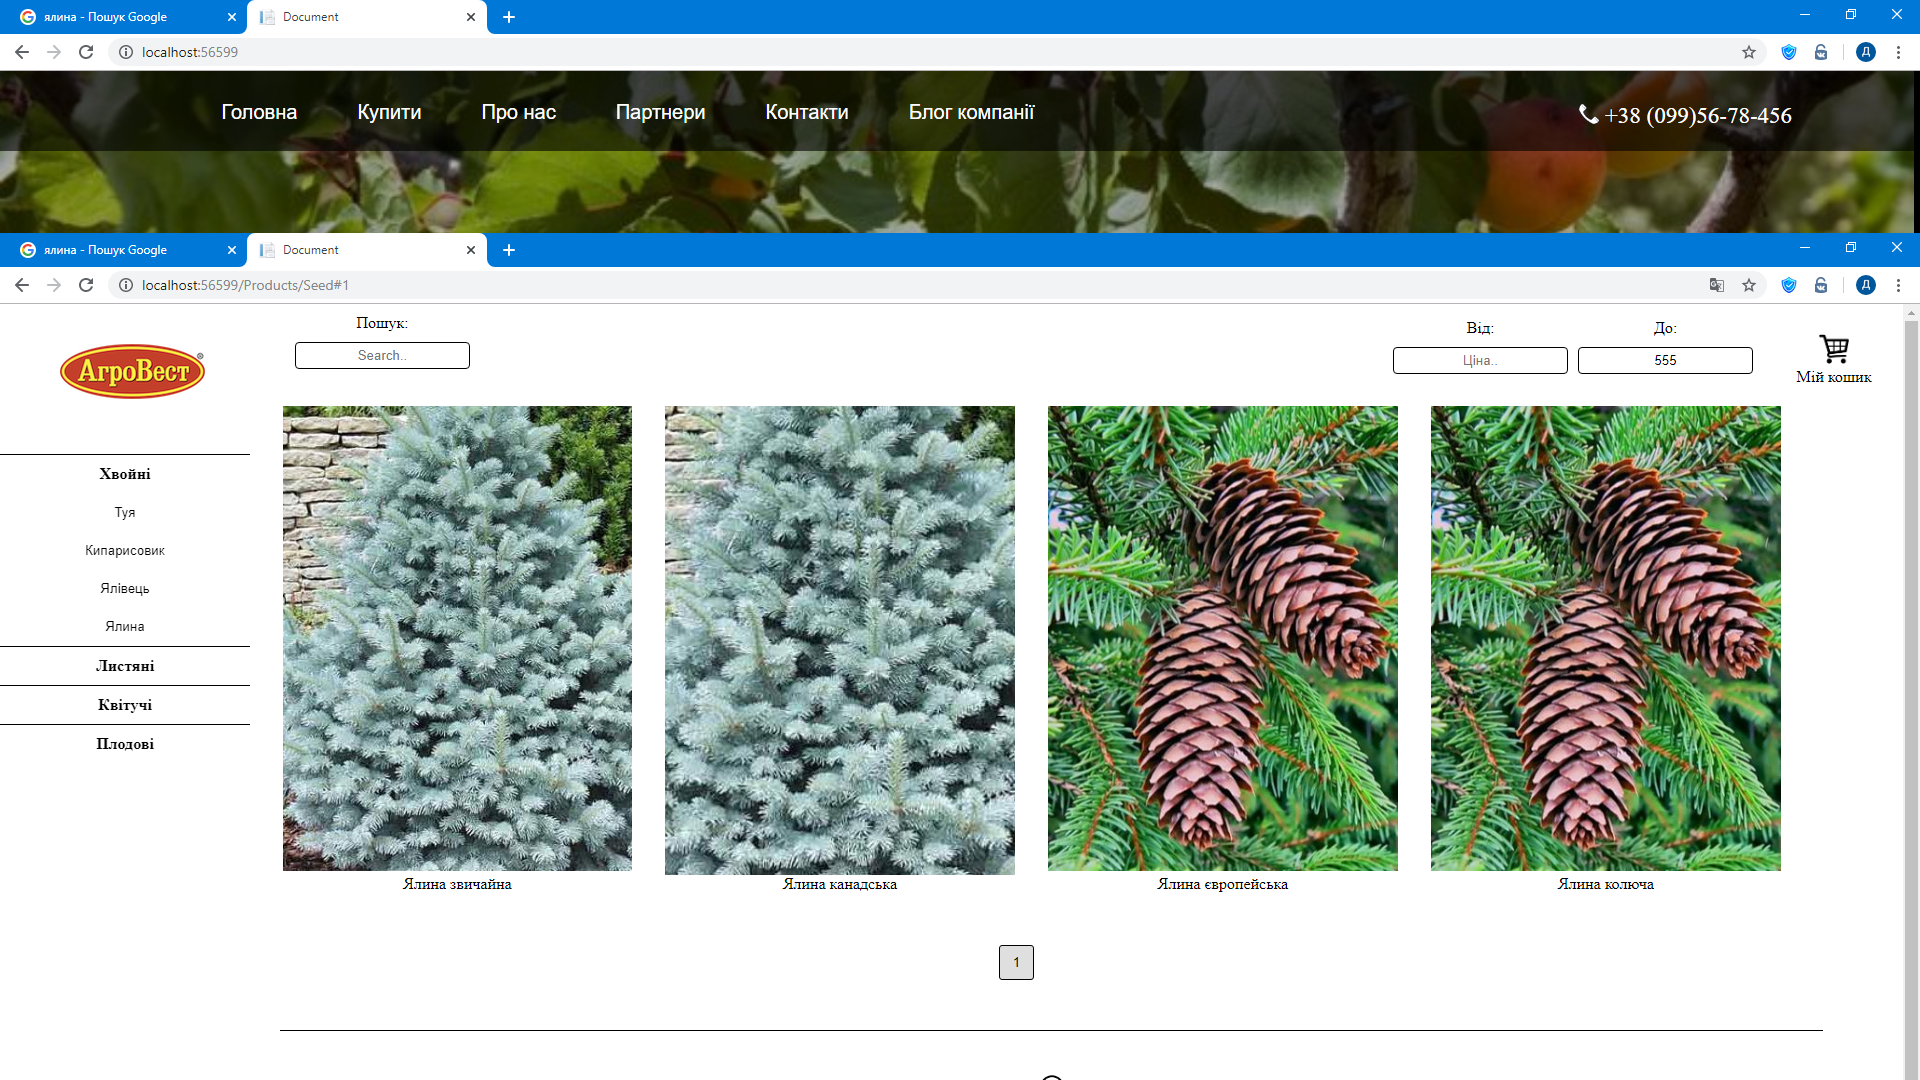 ялина - Пошук Google
Document
localhost:56599
Головна Купити Про нас Партнери Контакти Блог компанії
+38 (099)56-78-456
ялина - Пошук Google
Document
localhost:56599/Products/Seed#1
АгроВест®
Пошук:
Search..
Від:
До:
Ціна..
555
Мій кошик
Хвойні
Туя
Кипарисовик
Ялівець
Ялина
Листяні
Квітучі
Плодові
Ялина звичайна
Ялина канадська
Ялина європейська
Ялина колюча
1